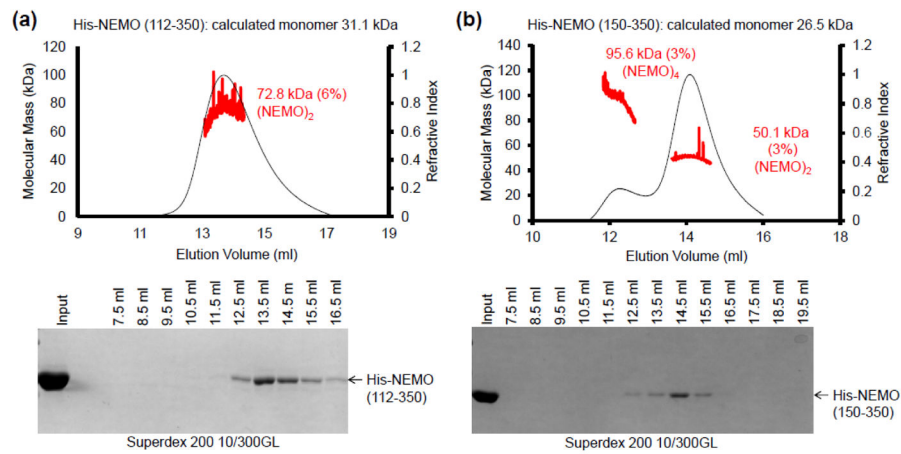 (a)
His-NEMO (112-350): calculated monomer 31.1 kDa
Molecular Mass (kDa)
120
100
80
60
40
20
0
72.8 kDa (6%)
(NEMO)2
1.2
1
0.8
0.6
0.4
0.2
0
Refractive Index
9 11 13 15 17 19
Elution Volume (ml)
Input 7.5 ml 8.5 ml 9.5 ml 10.5 ml 11.5 ml 12.5 ml 13.5 ml 14.5 m 15.5 ml 16.5 ml
His-NEMO
(112-350)
Superdex 200 10/300GL
(b)
His-NEMO (150-350): calculated monomer 26.5 kDa
Molecular Mass (kDa)
140
120
100
80
60
40
20
0
95.6 kDa (3%)
(NEMO)4
50.1 kDa
(3%)
(NEMO)2
1.2
1
0.8
0.6
0.4
0.2
0
Refractive Index
10 12 14 16 18
Elution Volume (ml)
Input 7.5 ml 8.5 ml 9.5 ml 10.5 ml 11.5 ml 12.5 ml 13.5 ml 14.5 ml 15.5 ml 16.5 ml 17.5 ml 18.5 ml 19.5 ml
His-NEMO
(150-350)
Superdex 200 10/300GL